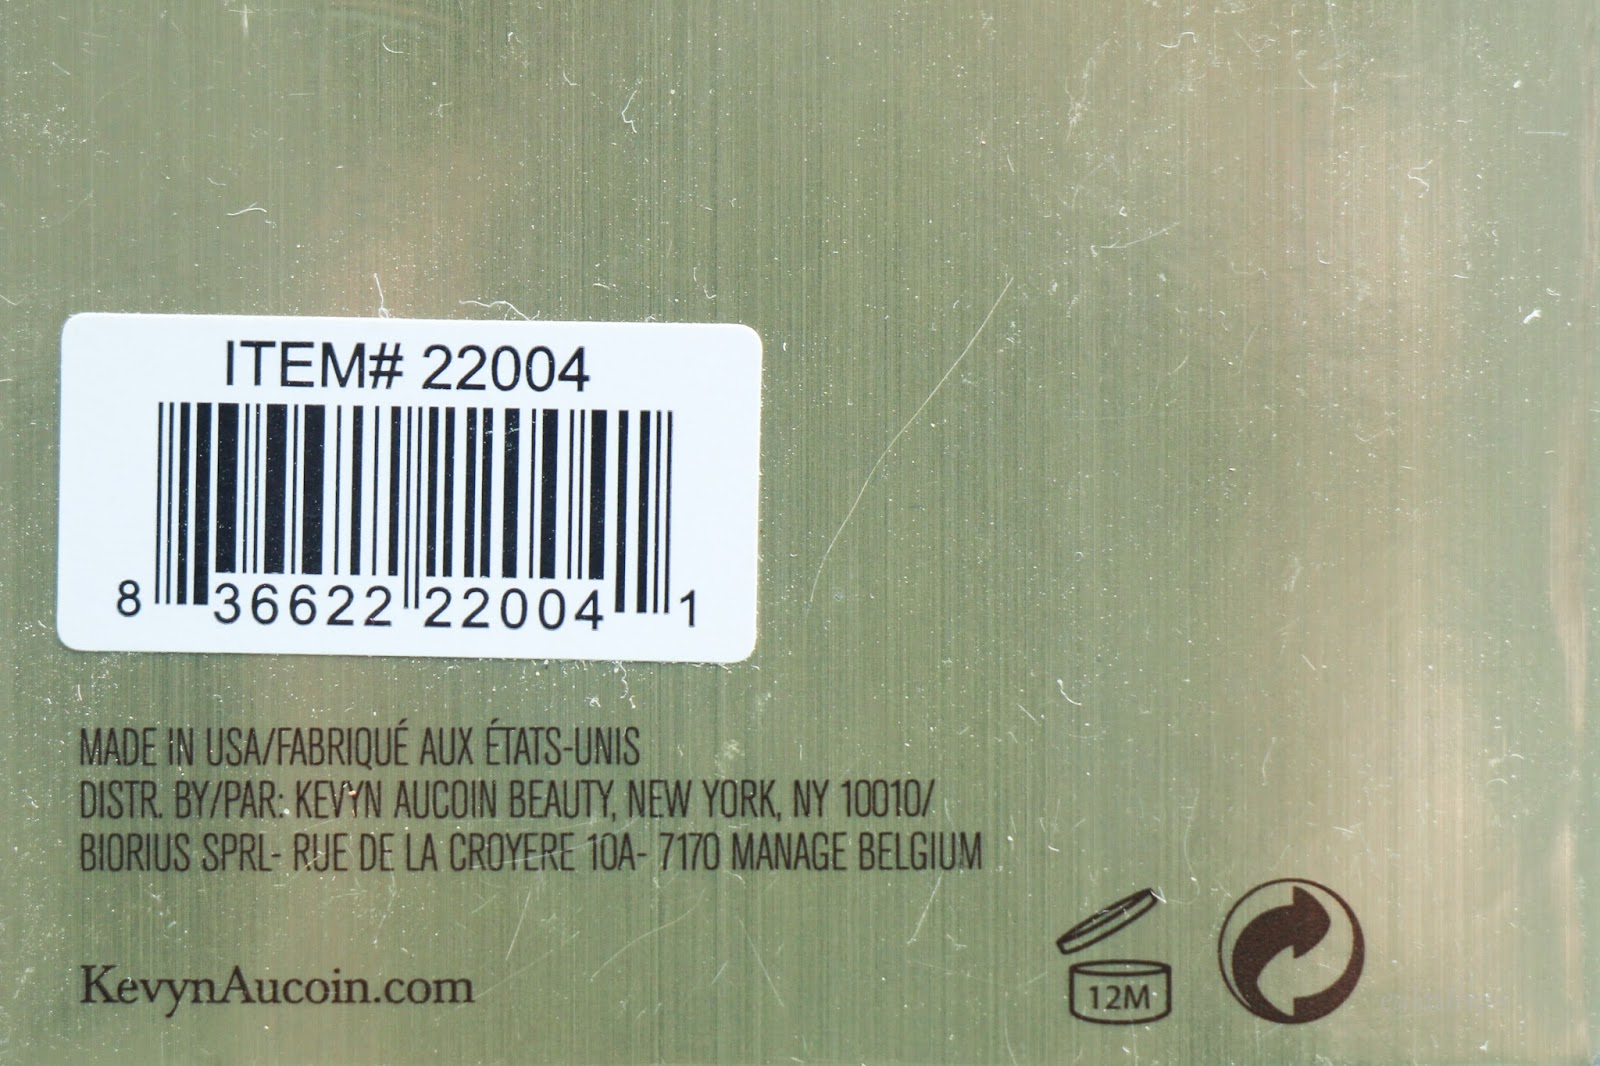 ITEM# 22004
8 36622 22004 1
MADE IN USA/FABRIQUÉ AUX ÉTATS-UNIS
DISTR. BY/PAR: KEVYN AUCOIN BEAUTY, NEW YORK, NY 10010/
BIORIUS SPRL- RUE DE LA CROYERE 10A- 7170 MANAGE BELGIUM
KevynAucoin.com
12M